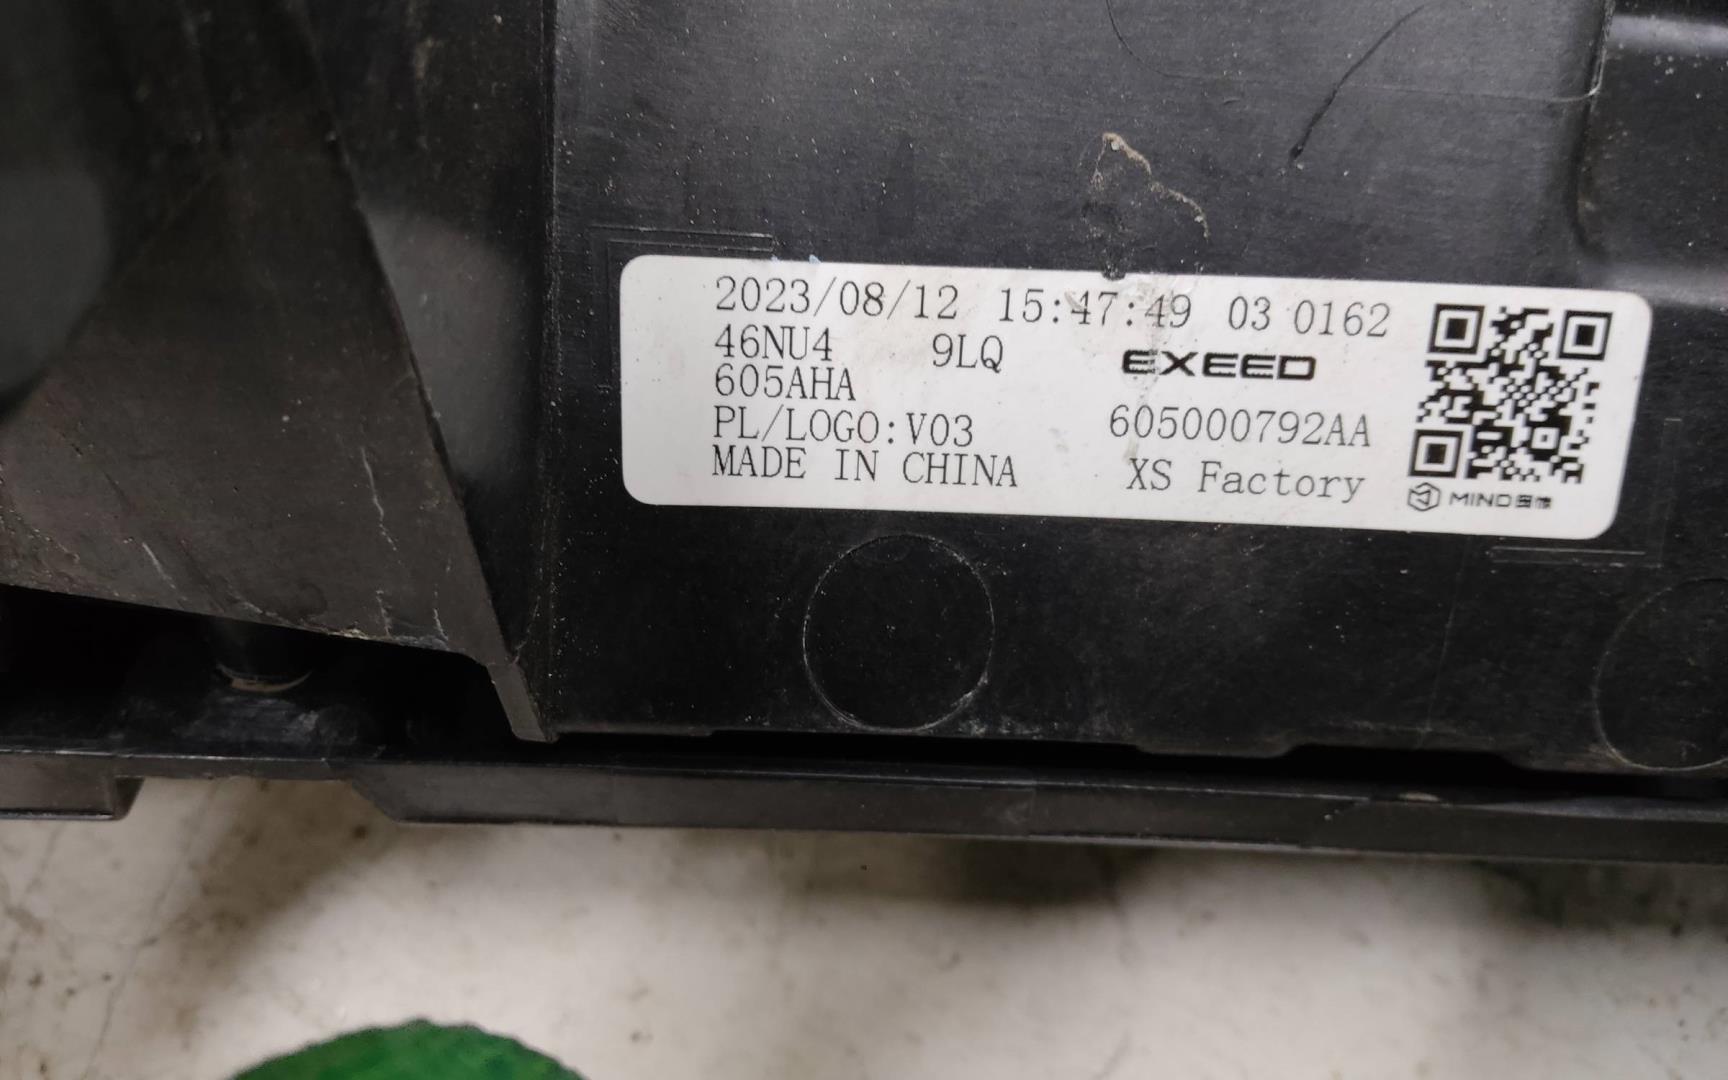 2023/08/12 15:47:49 03 0162
46NU4 9LQ EXEED
605AHA
PL/LOGO:V03 605000792AA
MADE IN CHINA XS Factory
MIND